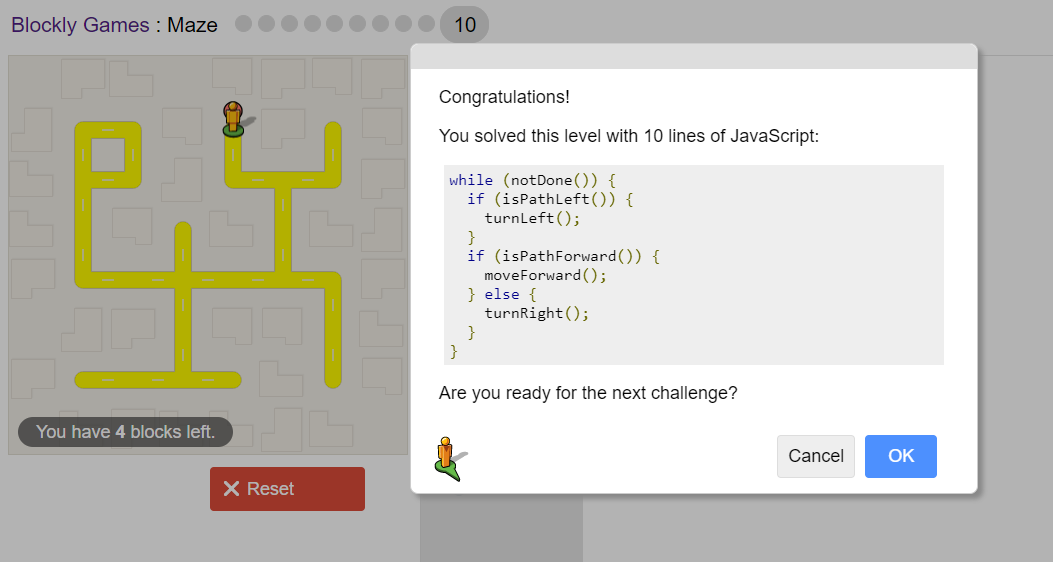 Blockly Games : Maze 10
Congratulations!
You solved this level with 10 lines of JavaScript:
while (notDone()) {
  if (isPathLeft()) {
    turnLeft();
  }
  if (isPathForward()) {
    moveForward();
  } else {
    turnRight();
  }
}
Are you ready for the next challenge?
You have 4 blocks left.
Cancel OK
Reset